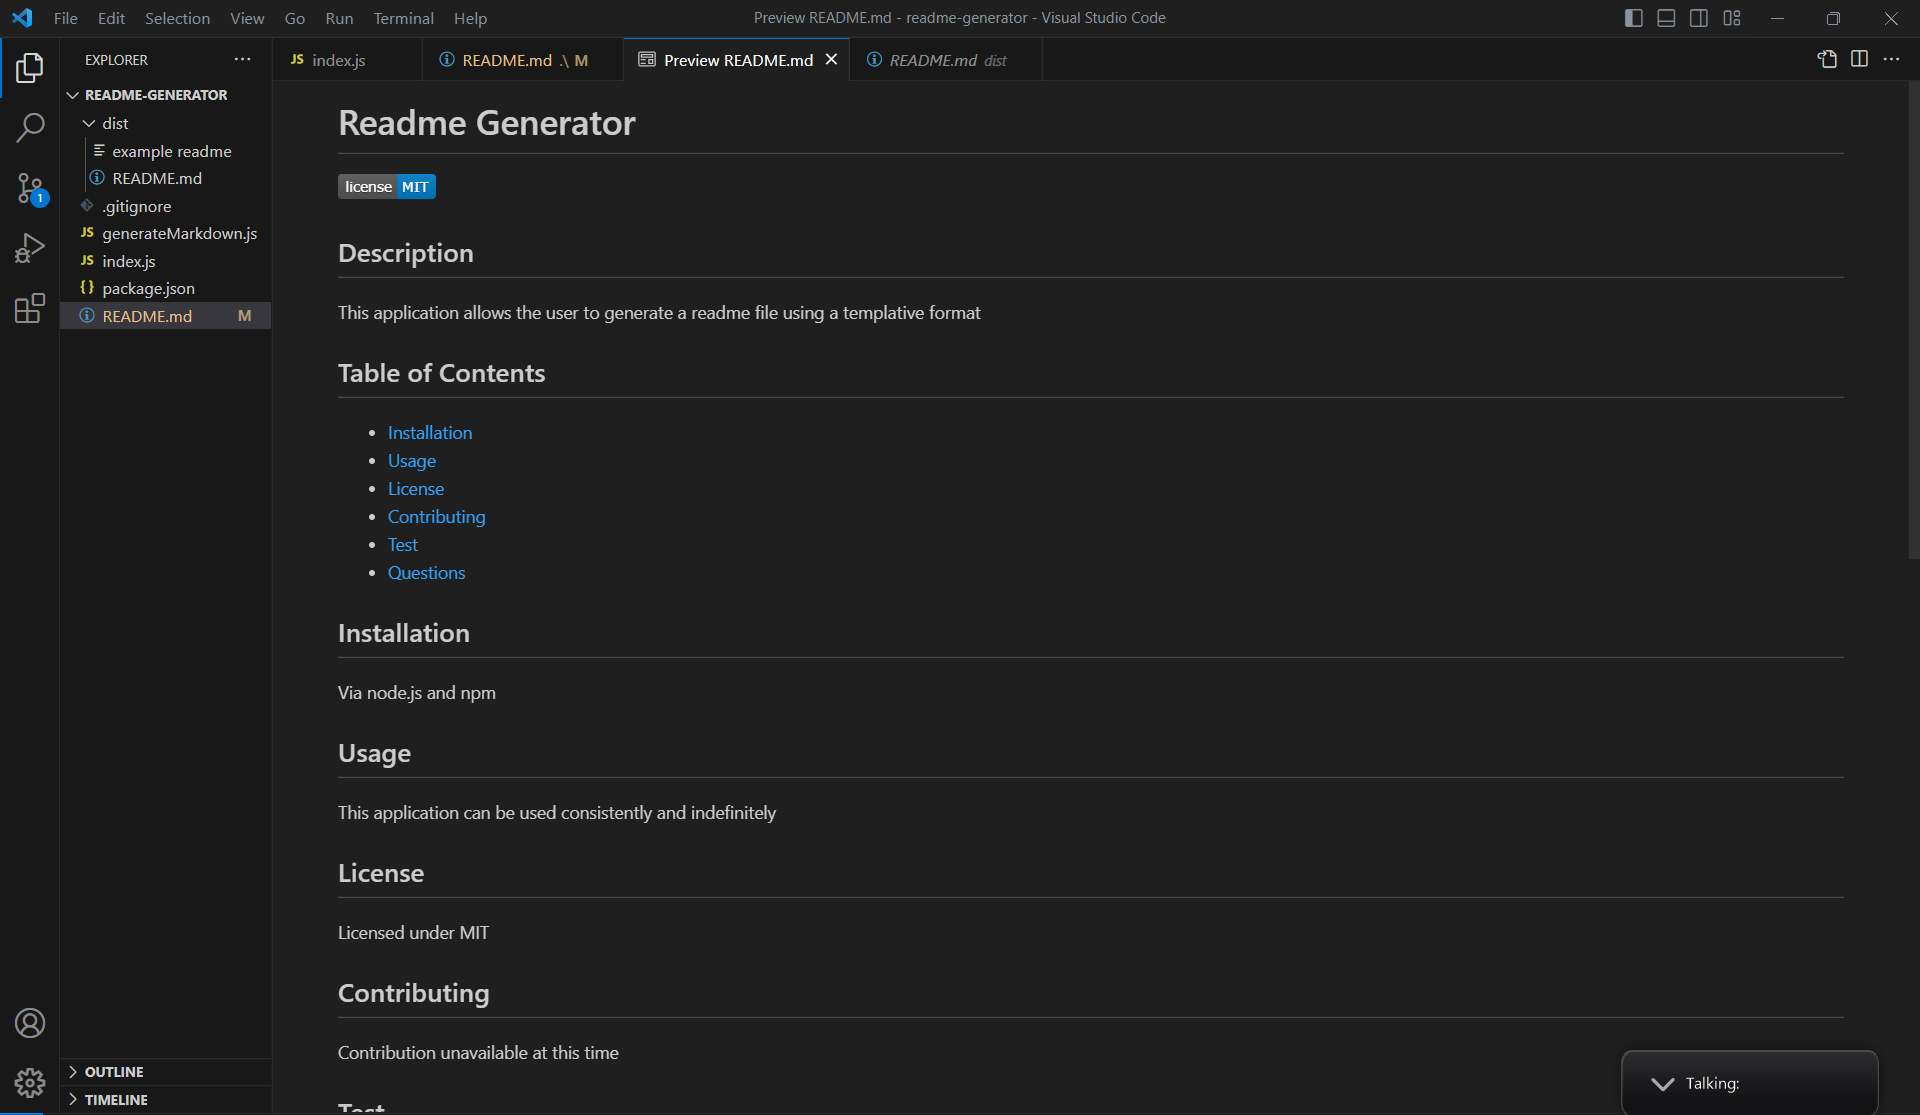 File Edit Selection View Go Run Terminal Help
Preview README.md - readme-generator - Visual Studio Code
EXPLORER
README-GENERATOR
dist
example readme
README.md
.gitignore
JS generateMarkdown.js
JS index.js
{} package.json
README.md M
1
OUTLINE
TIMELINE
JS index.js
README.md .\ M
Preview README.md
README.md dist
Readme Generator
license MIT
Description
This application allows the user to generate a readme file using a templative format
Table of Contents
• Installation
• Usage
• License
• Contributing
• Test
• Questions
Installation
Via node.js and npm
Usage
This application can be used consistently and indefinitely
License
Licensed under MIT
Contributing
Contribution unavailable at this time
Test
Talking: